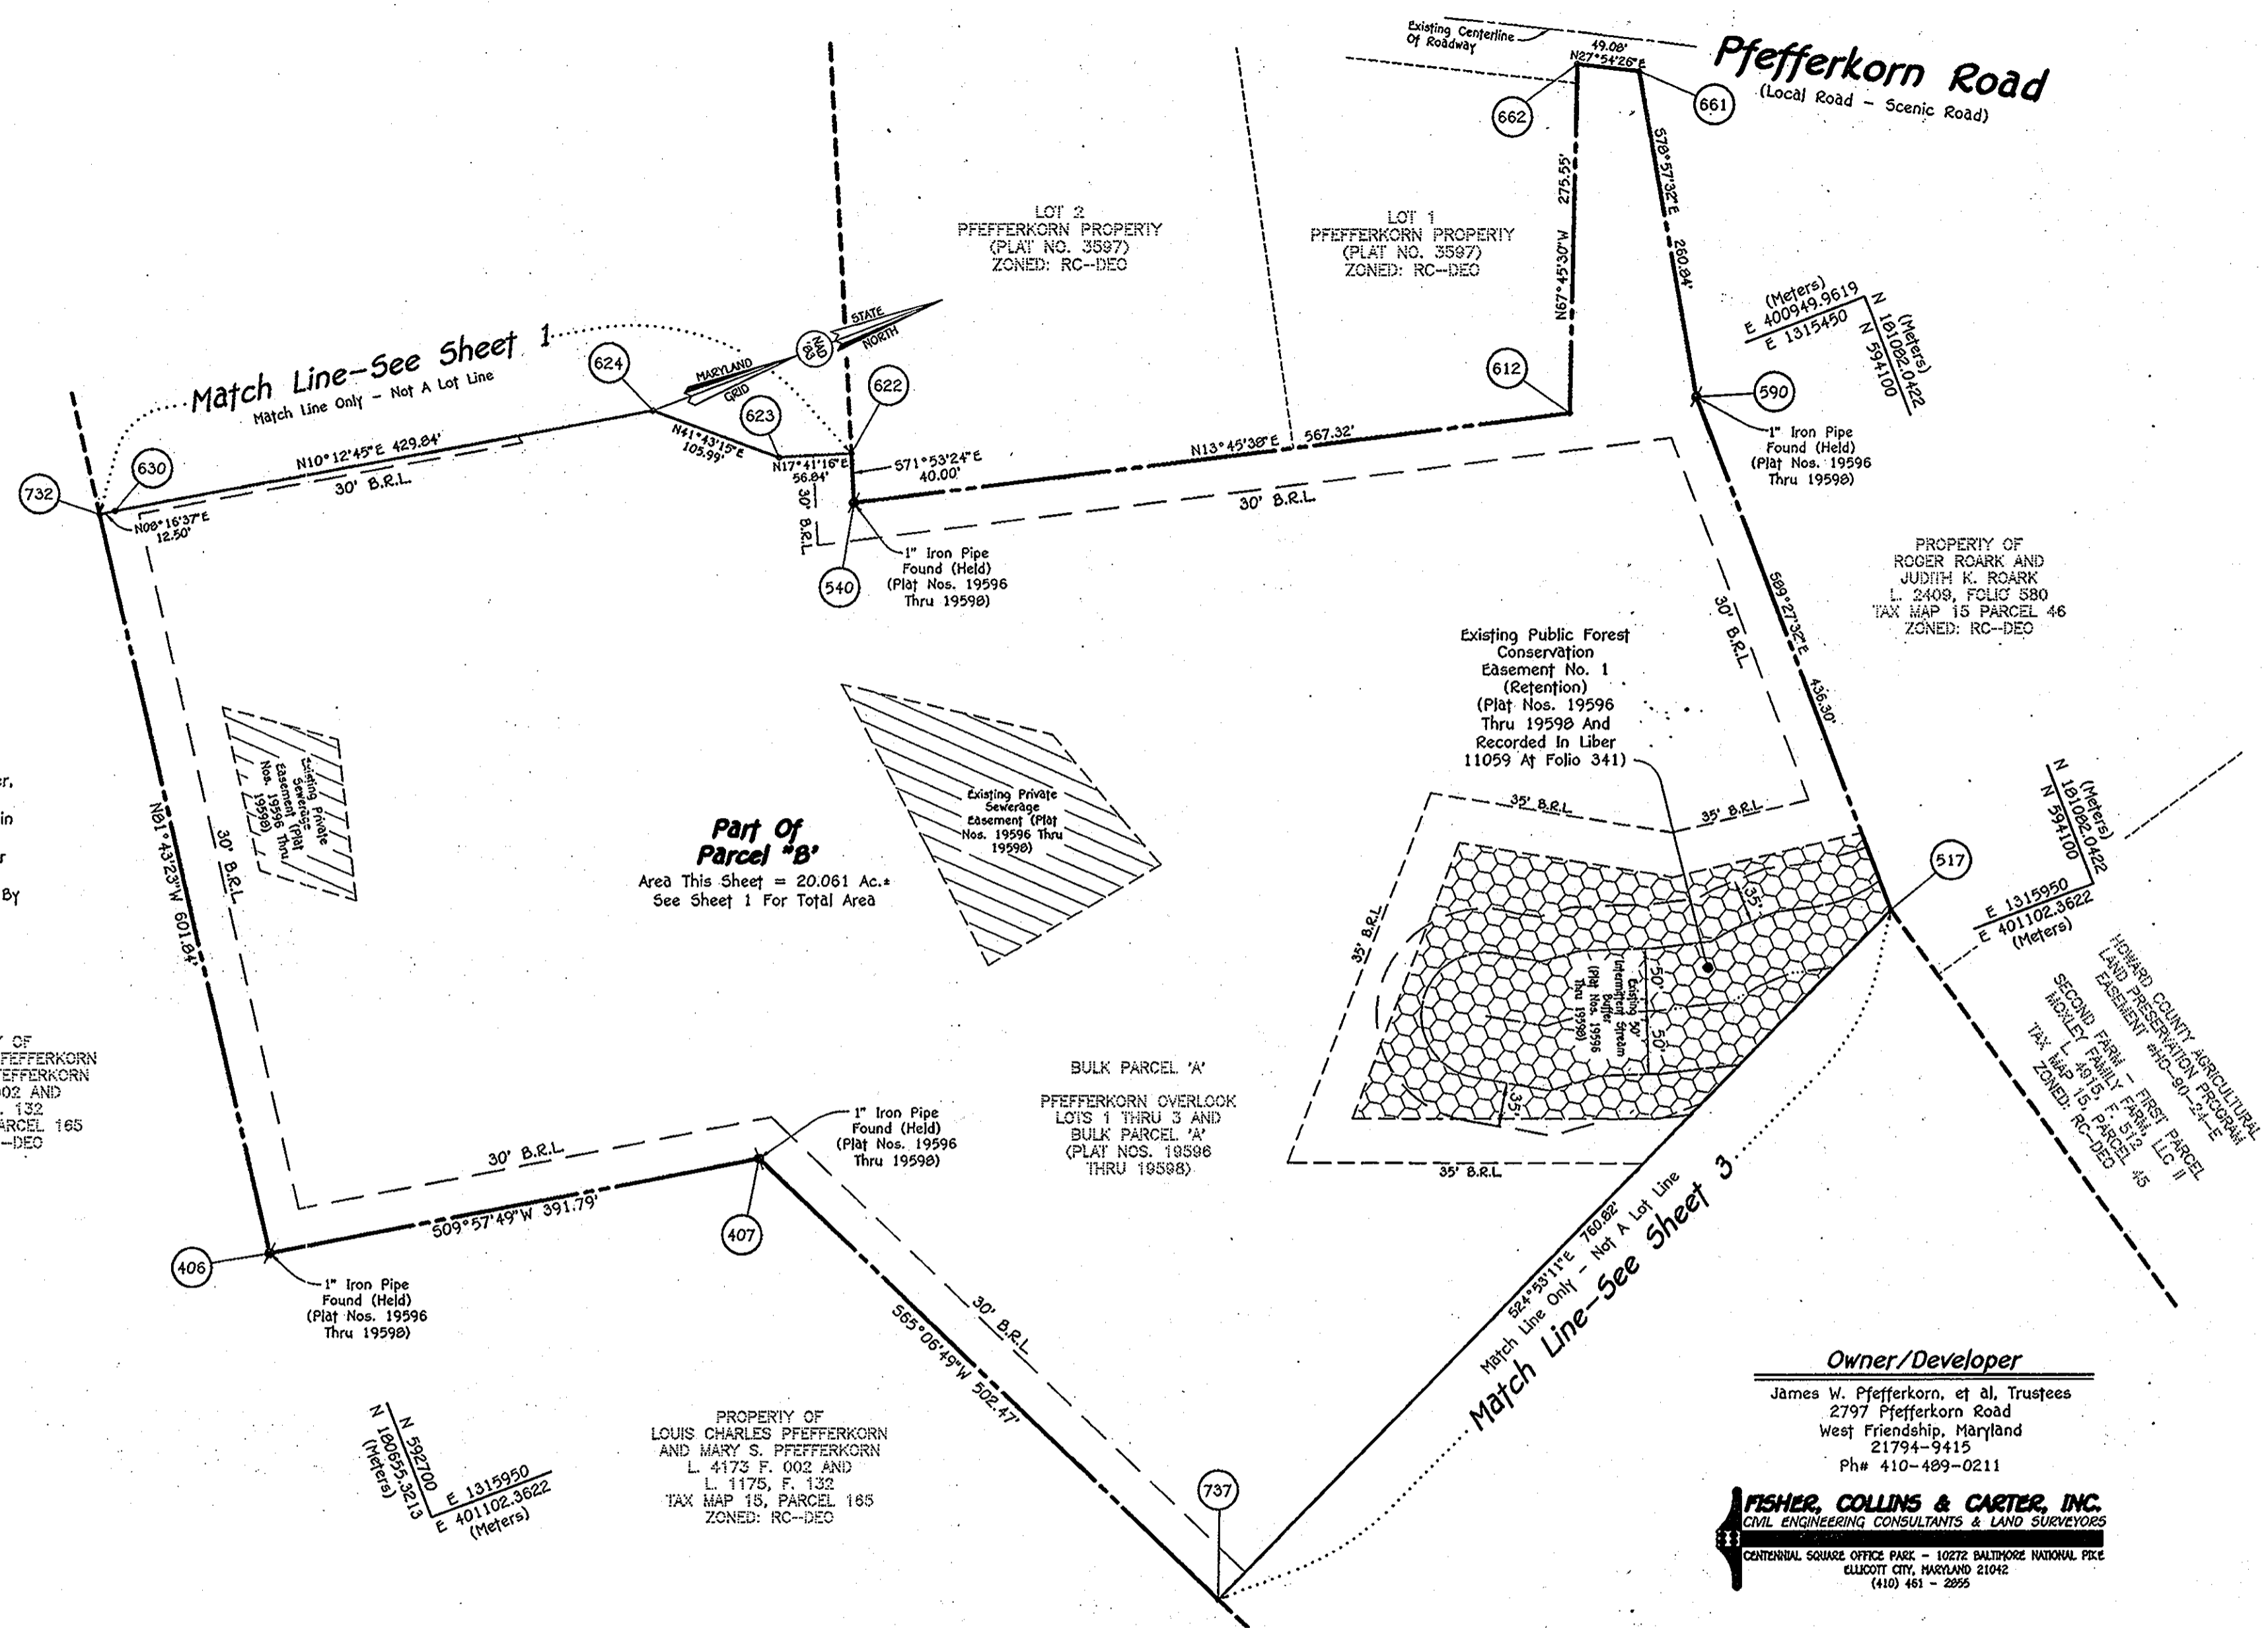 Existing Centerline
Of Roadway
49.08'
N27°54'26"E
Pfefferkorn Road
(Local Road - Scenic Road)
662
661
275.55'
N67°45'30"W
S78°57'32"E
260.84'
LOT 2
PFEFFERKORN PROPERTY
(PLAT NO. 3597)
ZONED: RC--DEO
LOT 1
PFEFFERKORN PROPERTY
(PLAT NO. 3597)
ZONED: RC--DEO
(Meters)
E 400949.9619
E 1315450
N 181082.0422
(Meters)
N 594100
Match Line-See Sheet 1
Match Line Only - Not A Lot Line
624
MARYLAND
GRID
NAD
'83
STATE
NORTH
622
623
612
590
1" Iron Pipe
Found (Held)
(Plat Nos. 19596
Thru 19598)
732
630
N10°12'45"E 429.84'
30' B.R.L.
N08°16'37"E
12.50'
N41°43'15"E
105.99'
N17°41'16"E
56.84'
30' B.R.L
S71°53'24"E
40.00'
N13°45'38"E 567.32'
30' B.R.L.
540
1" Iron Pipe
Found (Held)
(Plat Nos. 19596
Thru 19598)
PROPERTY OF
ROGER ROARK AND
JUDITH K. ROARK
L. 2409, FOLIO 580
TAX MAP 15 PARCEL 46
ZONED: RC--DEO
S89°27'32"E
436.30'
30' B.R.L
Existing Public Forest
Conservation
Easement No. 1
(Retention)
(Plat Nos. 19596
Thru 19598 And
Recorded In Liber
11059 At Folio 341)
35' B.R.L
35' B.R.L
Existing Private
Sewerage
Easement (Plat
Nos. 19596 Thru
19598)
Existing Private
Sewerage
Easement (Plat
Nos. 19596 Thru
19598)
Part Of
Parcel "B'
Area This Sheet = 20.061 Ac.±
See Sheet 1 For Total Area
er,
in
r
By
N81°43'23"W 601.84'
30' B.R.L
517
N 181082.0422
(Meters)
N 594100
E 1315950
E 401102.3622
(Meters)
35'
35' B.R.L
Existing 50'
Intermittent Stream
Buffer
(Plat Nos. 19596
Thru 19598)
50'
50'
35'
35' B.R.L
HOWARD COUNTY AGRICULTURAL
LAND PRESERVATION PROGRAM
EASEMENT #HO-90-24-E
SECOND FARM - FIRST PARCEL
MOXLEY FAMILY FARM, LLC II
L. 4915, F. 512
TAX MAP 15 PARCEL 45
ZONED: RC-DEO
OF
FEFFERKORN
FEFFERKORN
002 AND
. 132
ARCEL 165
--DEO
BULK PARCEL 'A'
PFEFFERKORN OVERLOOK
LOTS 1 THRU 3 AND
BULK PARCEL 'A'
(PLAT NOS. 19596
THRU 19598)
1" Iron Pipe
Found (Held)
(Plat Nos. 19596
Thru 19598)
30' B.R.L
S09°57'49"W 391.79'
407
406
1" Iron Pipe
Found (Held)
(Plat Nos. 19596
Thru 19598)
S24°53'11"E 760.82'
Match Line Only - Not A Lot Line
Match Line-See Sheet 3
30' B.R.L
S65°06'49"W 502.47'
737
N 592700
N 180655.3213
(Meters)
E 1315950
E 401102.3622
(Meters)
PROPERTY OF
LOUIS CHARLES PFEFFERKORN
AND MARY S. PFEFFERKORN
L. 4173 F. 002 AND
L. 1175, F. 132
TAX MAP 15, PARCEL 165
ZONED: RC--DEO
Owner/Developer
James W. Pfefferkorn, et al, Trustees
2797 Pfefferkorn Road
West Friendship, Maryland
21794-9415
Ph# 410-489-0211
FISHER, COLLINS & CARTER, INC.
CIVIL ENGINEERING CONSULTANTS & LAND SURVEYORS
CENTENNIAL SQUARE OFFICE PARK - 10272 BALTIMORE NATIONAL PIKE
ELLICOTT CITY, MARYLAND 21042
(410) 461 - 2855